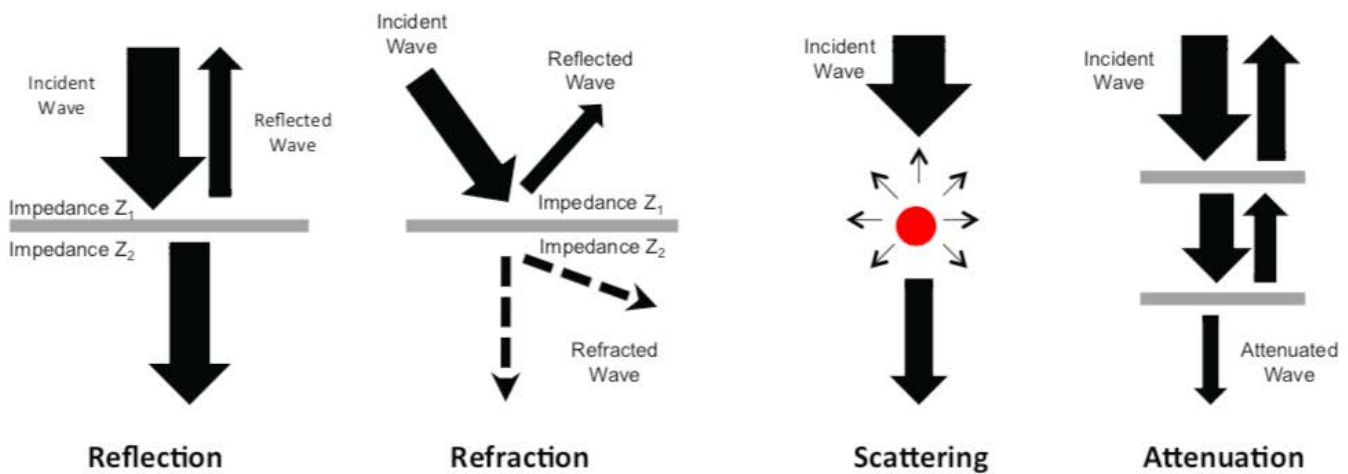 Incident
Wave
Reflected
Wave
Impedance Z₁
Impedance Z₂
Reflection
Incident
Wave
Reflected
Wave
Impedance Z₁
Impedance Z₂
Refracted
Wave
Refraction
Incident
Wave
Scattering
Incident
Wave
Attenuated
Wave
Attenuation